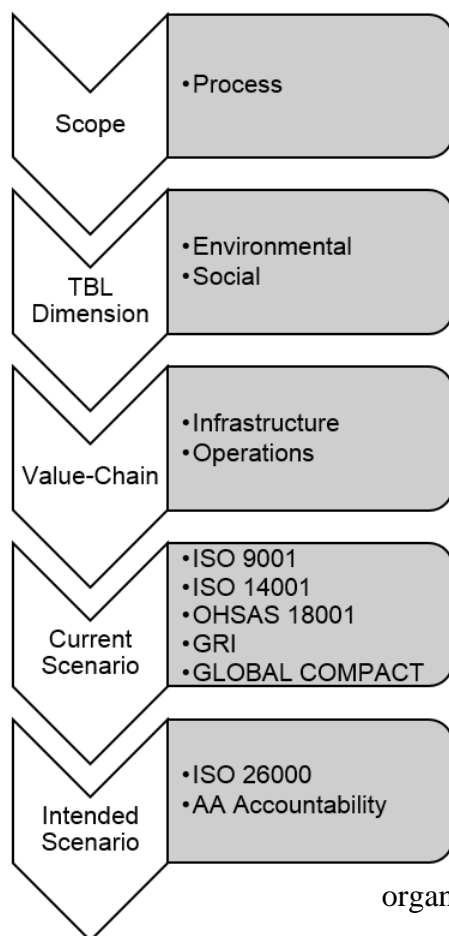 Scope
•Process
TBL
Dimension
•Environmental
•Social
Value-Chain
•Infrastructure
•Operations
Current
Scenario
•ISO 9001
•ISO 14001
•OHSAS 18001
•GRI
•GLOBAL COMPACT
Intended
Scenario
•ISO 26000
•AA Accountability
organ